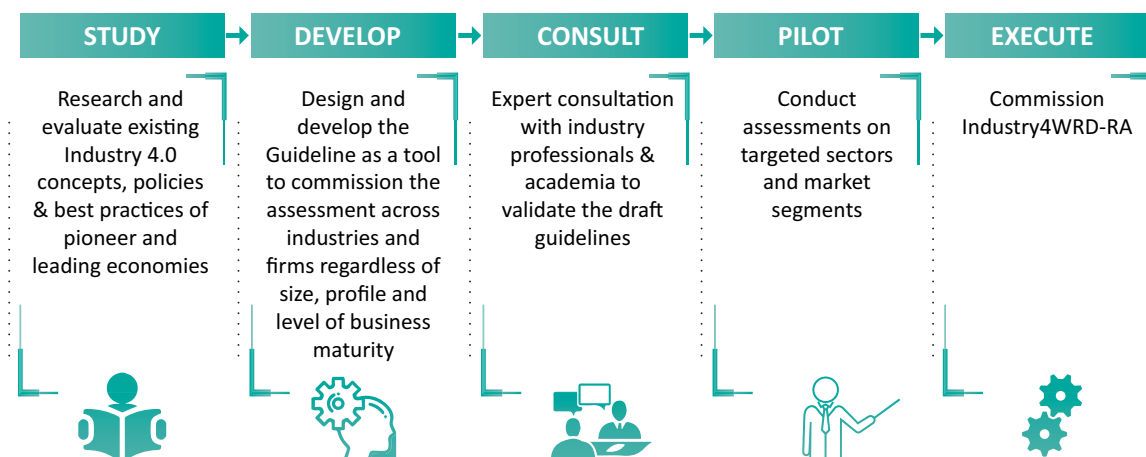 STUDY
Research and
evaluate existing
Industry 4.0
concepts, policies
& best practices of
pioneer and
leading economies
DEVELOP
Design and
develop the
Guideline as a tool
to commission the
assessment across
industries and
firms regardless of
size, profile and
level of business
maturity
CONSULT
Expert consultation
with industry
professionals &
academia to
validate the draft
guidelines
PILOT
Conduct
assessments on
targeted sectors
and market
segments
EXECUTE
Commission
Industry4WRD-RA